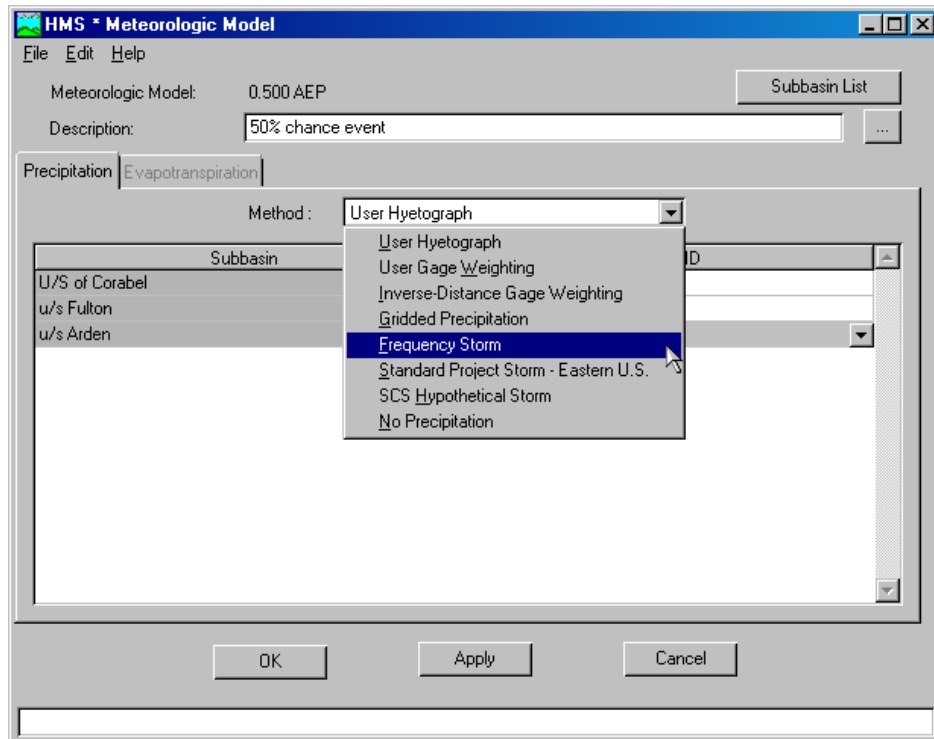 HMS * Meteorologic Model
File Edit Help
Meteorologic Model: 0.500 AEP Subbasin List
Description: 50% chance event ...
Precipitation Evapotranspiration
Method : User Hyetograph
Subbasin ID
User Hyetograph
U/S of Corabel User Gage Weighting
u/s Fulton Inverse-Distance Gage Weighting
u/s Arden Gridded Precipitation
Frequency Storm
Standard Project Storm - Eastern U.S.
SCS Hypothetical Storm
No Precipitation
OK Apply Cancel